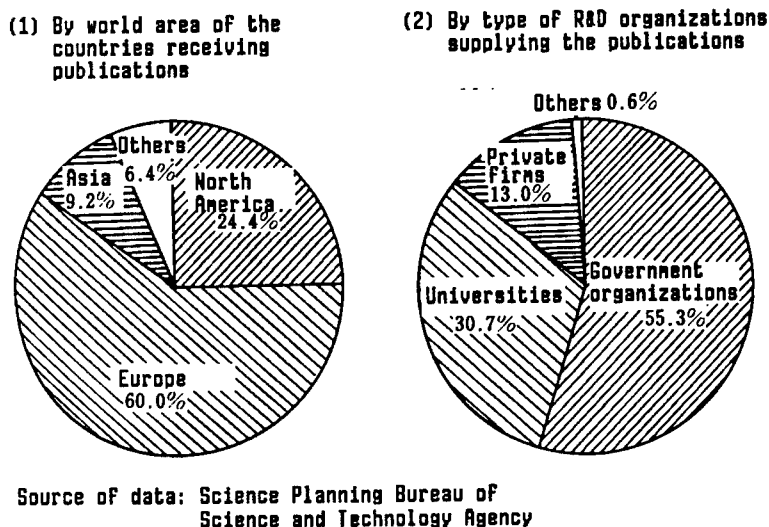 (1) By world area of the
countries receiving
publications
Others
6.4%
Asia
9.2%
North
America
24.4%
Europe
60.0%
(2) By type of R&D organizations
supplying the publications
Others 0.6%
Private
firms
13.0%
Universities
30.7%
Government
organizations
55.3%
Source of data: Science Planning Bureau of
Science and Technology Agency